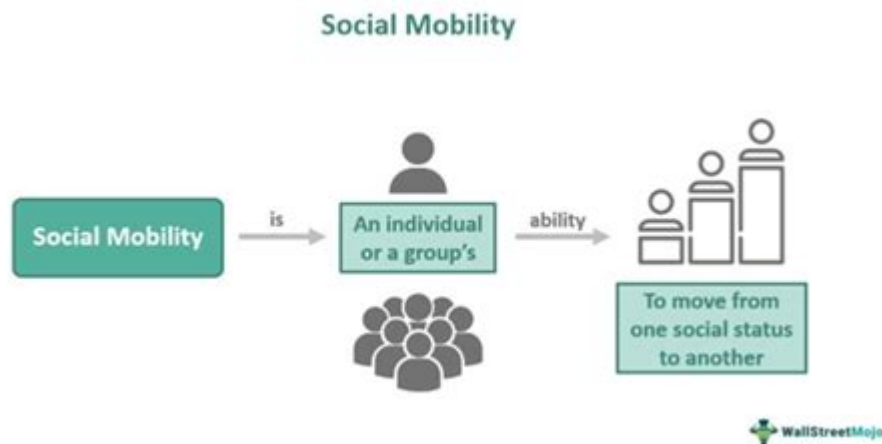 Social Mobility
Social Mobility
is
An individual
or a group's
ability
To move from
one social status
to another
WallStreetMojo